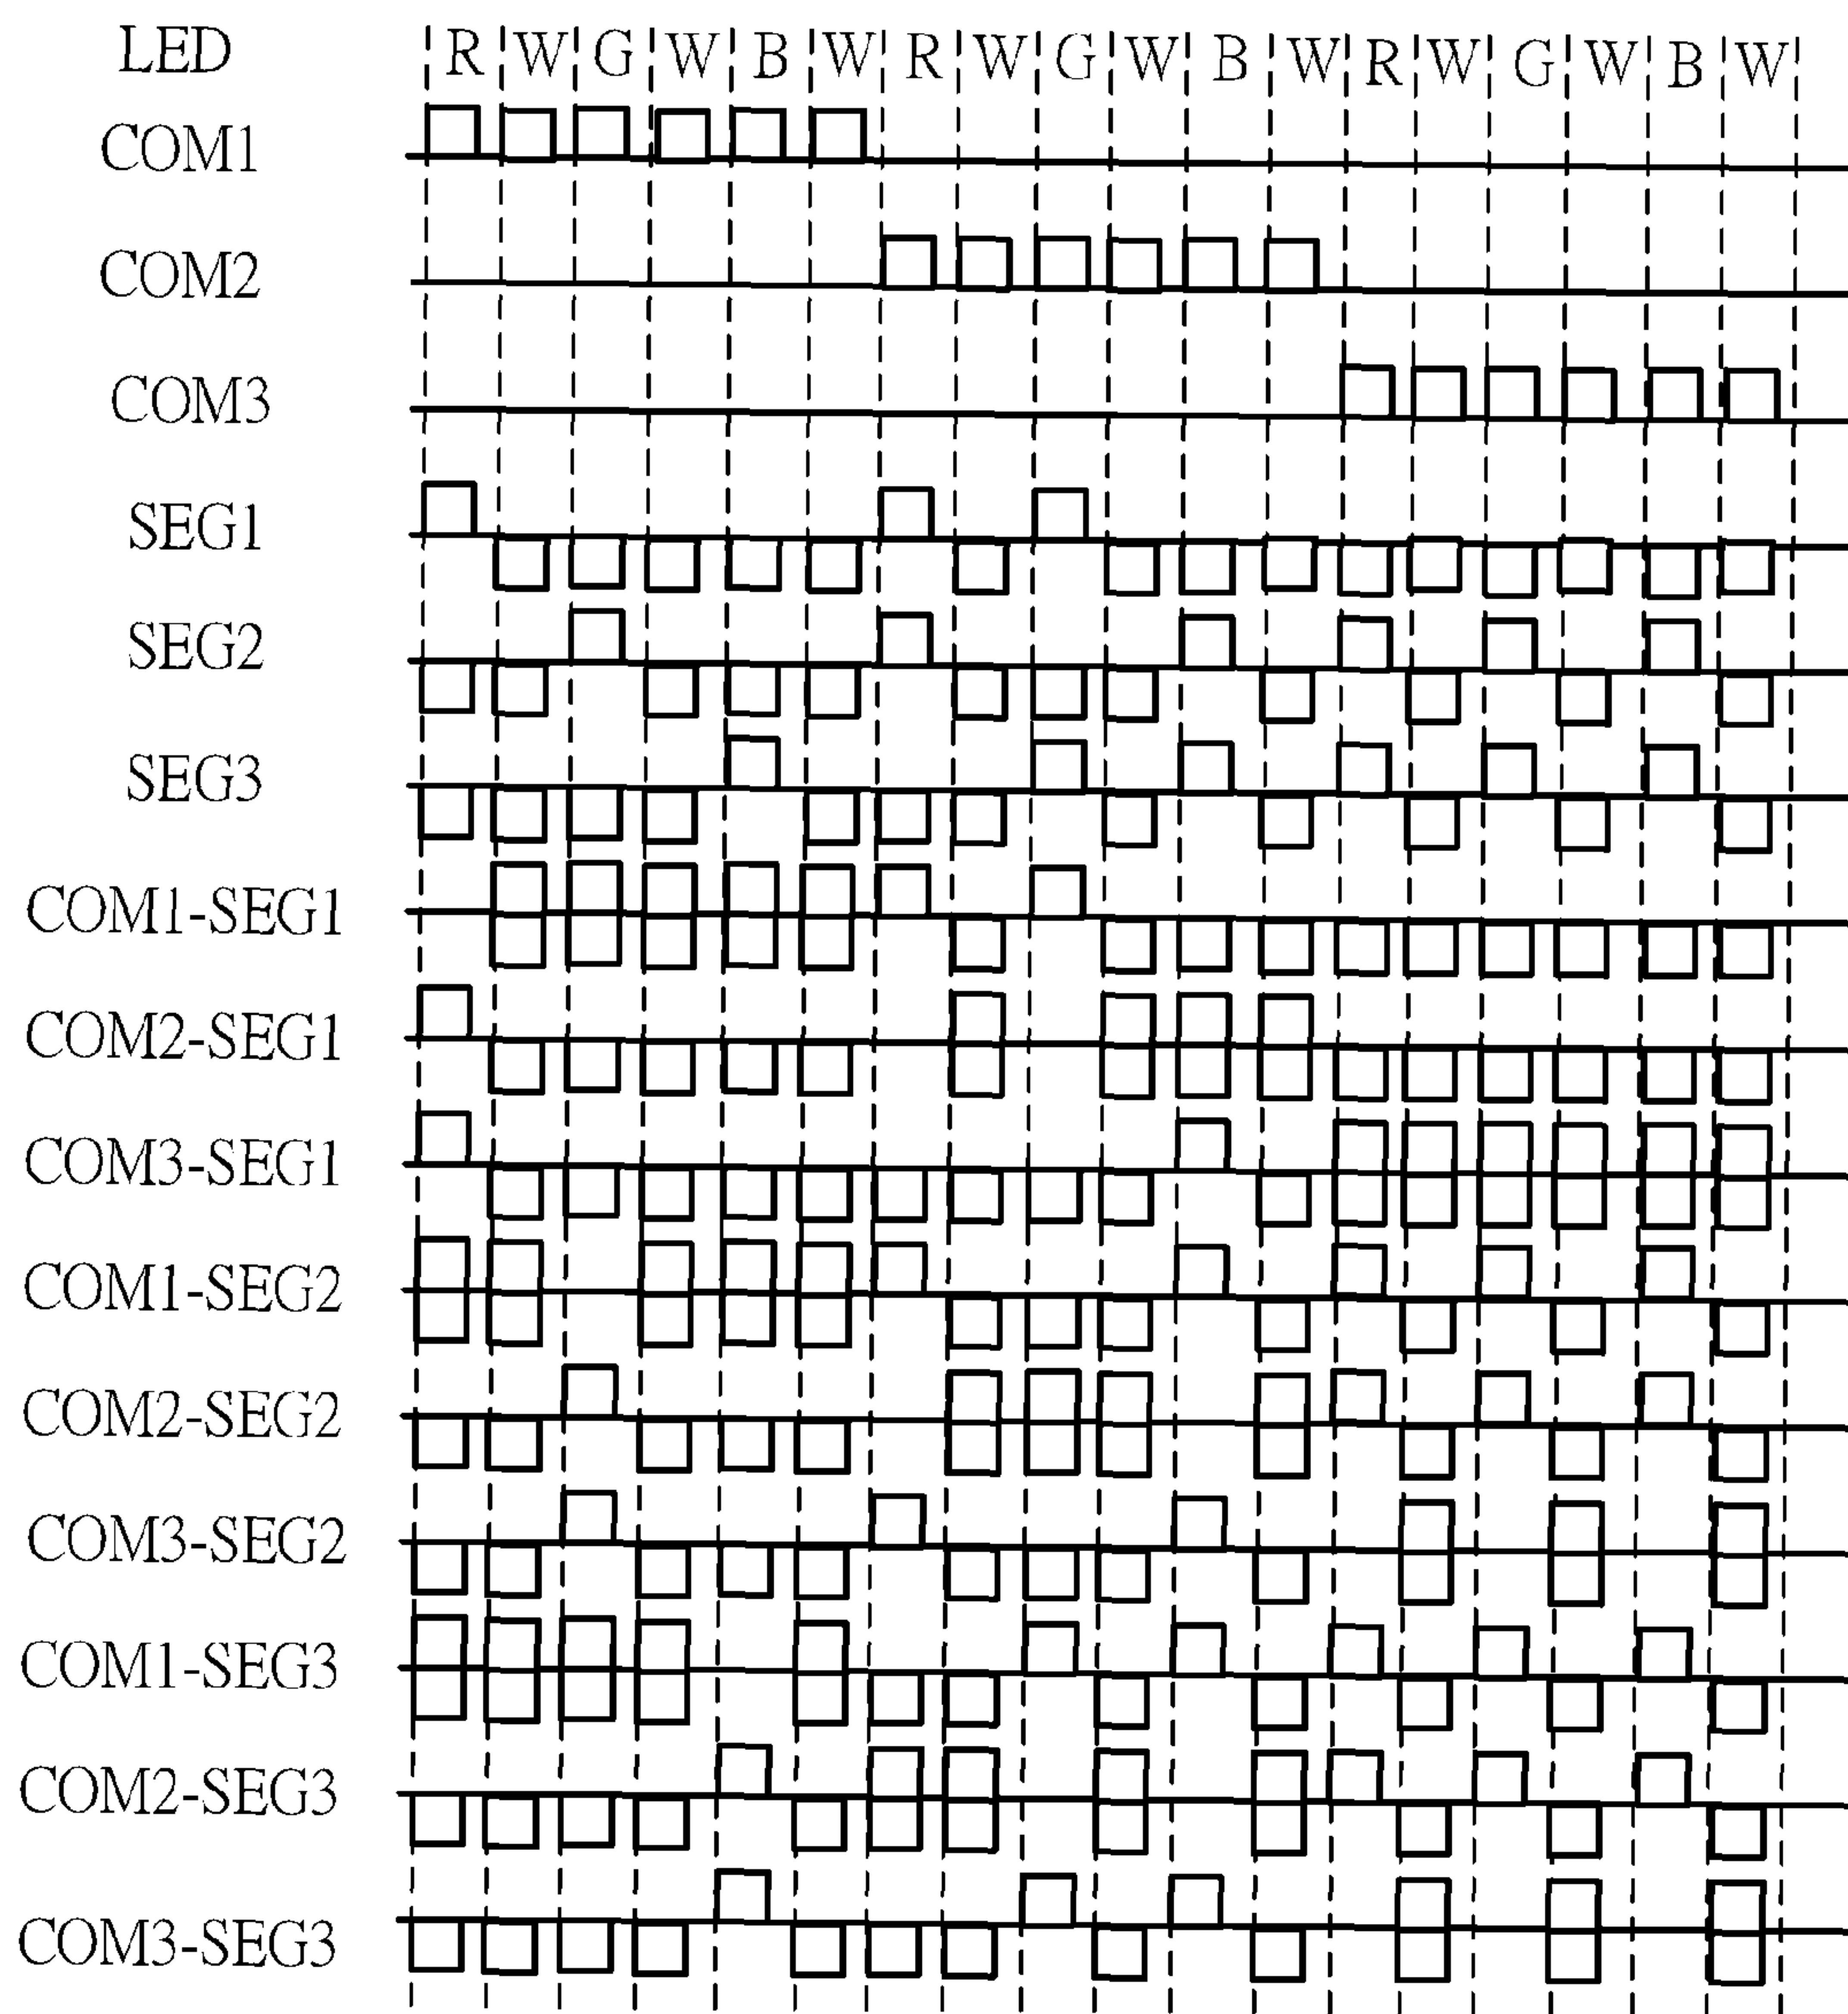 LED R W G W B W R W G W B W R W G W B W
COM1
COM2
COM3
SEG1
SEG2
SEG3
COM1-SEG1
COM2-SEG1
COM3-SEG1
COM1-SEG2
COM2-SEG2
COM3-SEG2
COM1-SEG3
COM2-SEG3
COM3-SEG3